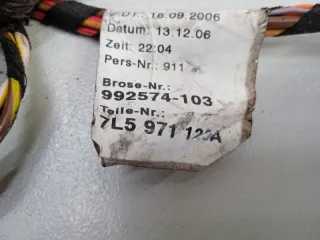 18.09.2006
Datum: 13.12.06
Zeit: 22:04
Pers-Nr.: 911
Brose-Nr.:
992574-103
Teile-Nr.:
7L5 971